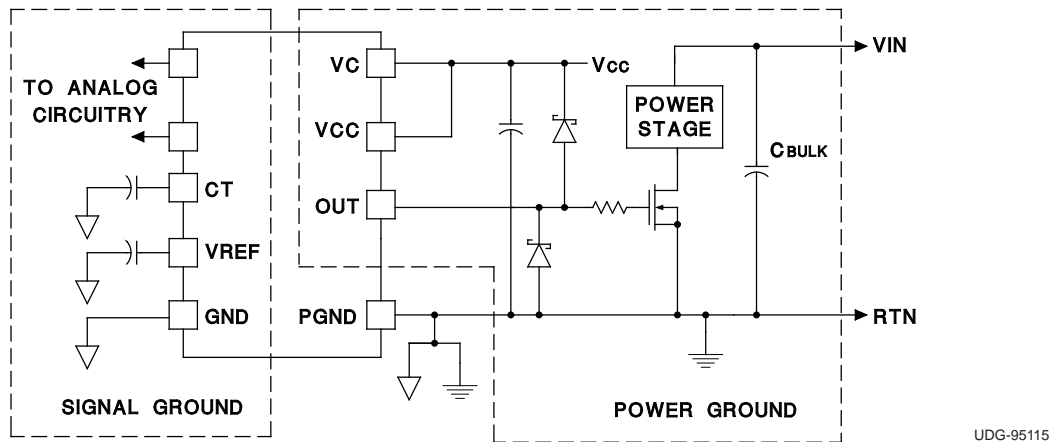 TO ANALOG
CIRCUITRY
CT
VREF
GND
SIGNAL GROUND
VC
VCC
OUT
PGND
VCC
POWER
STAGE
CBULK
VIN
RTN
POWER GROUND
UDG-95115